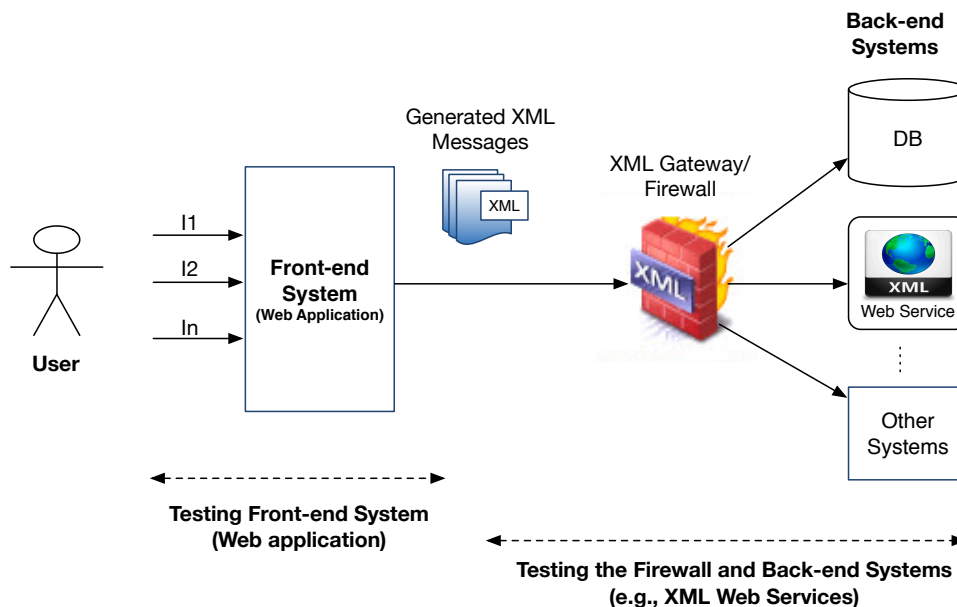 Back-end
Systems
Generated XML
Messages
XML
DB
XML Gateway/
Firewall
XML
I1
I2
In
Front-end
System
(Web Application)
User
XML
Web Service
Other
Systems
Testing Front-end System
(Web application)
Testing the Firewall and Back-end Systems
(e.g., XML Web Services)